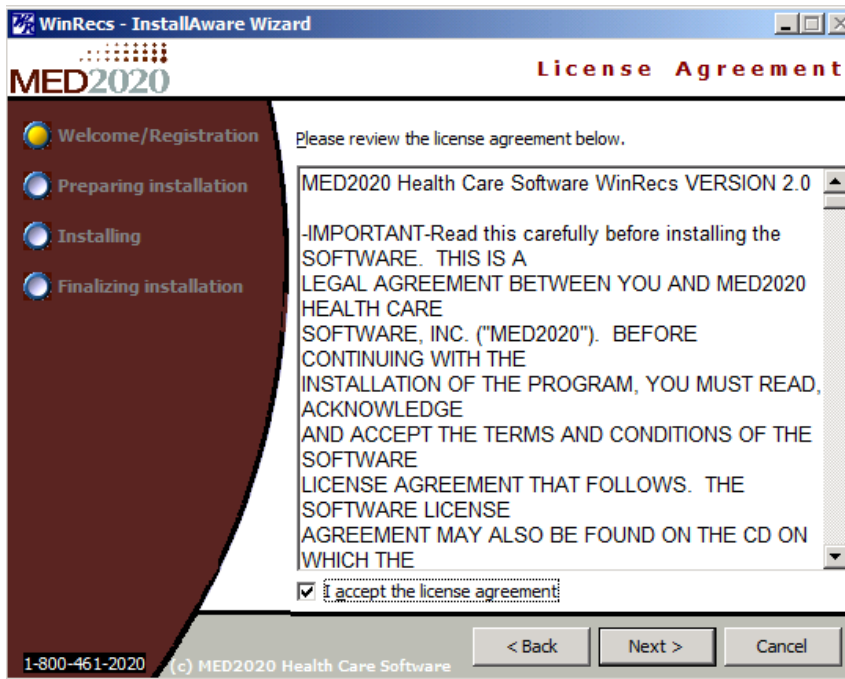 WinRecs - InstallAware Wizard
MED2020
License Agreement
Welcome/Registration
Preparing installation
Installing
Finalizing installation
Please review the license agreement below.
MED2020 Health Care Software WinRecs VERSION 2.0
-IMPORTANT-Read this carefully before installing the
SOFTWARE.  THIS IS A
LEGAL AGREEMENT BETWEEN YOU AND MED2020
HEALTH CARE
SOFTWARE, INC. ("MED2020").  BEFORE
CONTINUING WITH THE
INSTALLATION OF THE PROGRAM, YOU MUST READ,
ACKNOWLEDGE
AND ACCEPT THE TERMS AND CONDITIONS OF THE
SOFTWARE
LICENSE AGREEMENT THAT FOLLOWS.  THE
SOFTWARE LICENSE
AGREEMENT MAY ALSO BE FOUND ON THE CD ON
WHICH THE
I accept the license agreement
< Back
Next >
Cancel
1-800-461-2020
(c) MED2020 Health Care Software